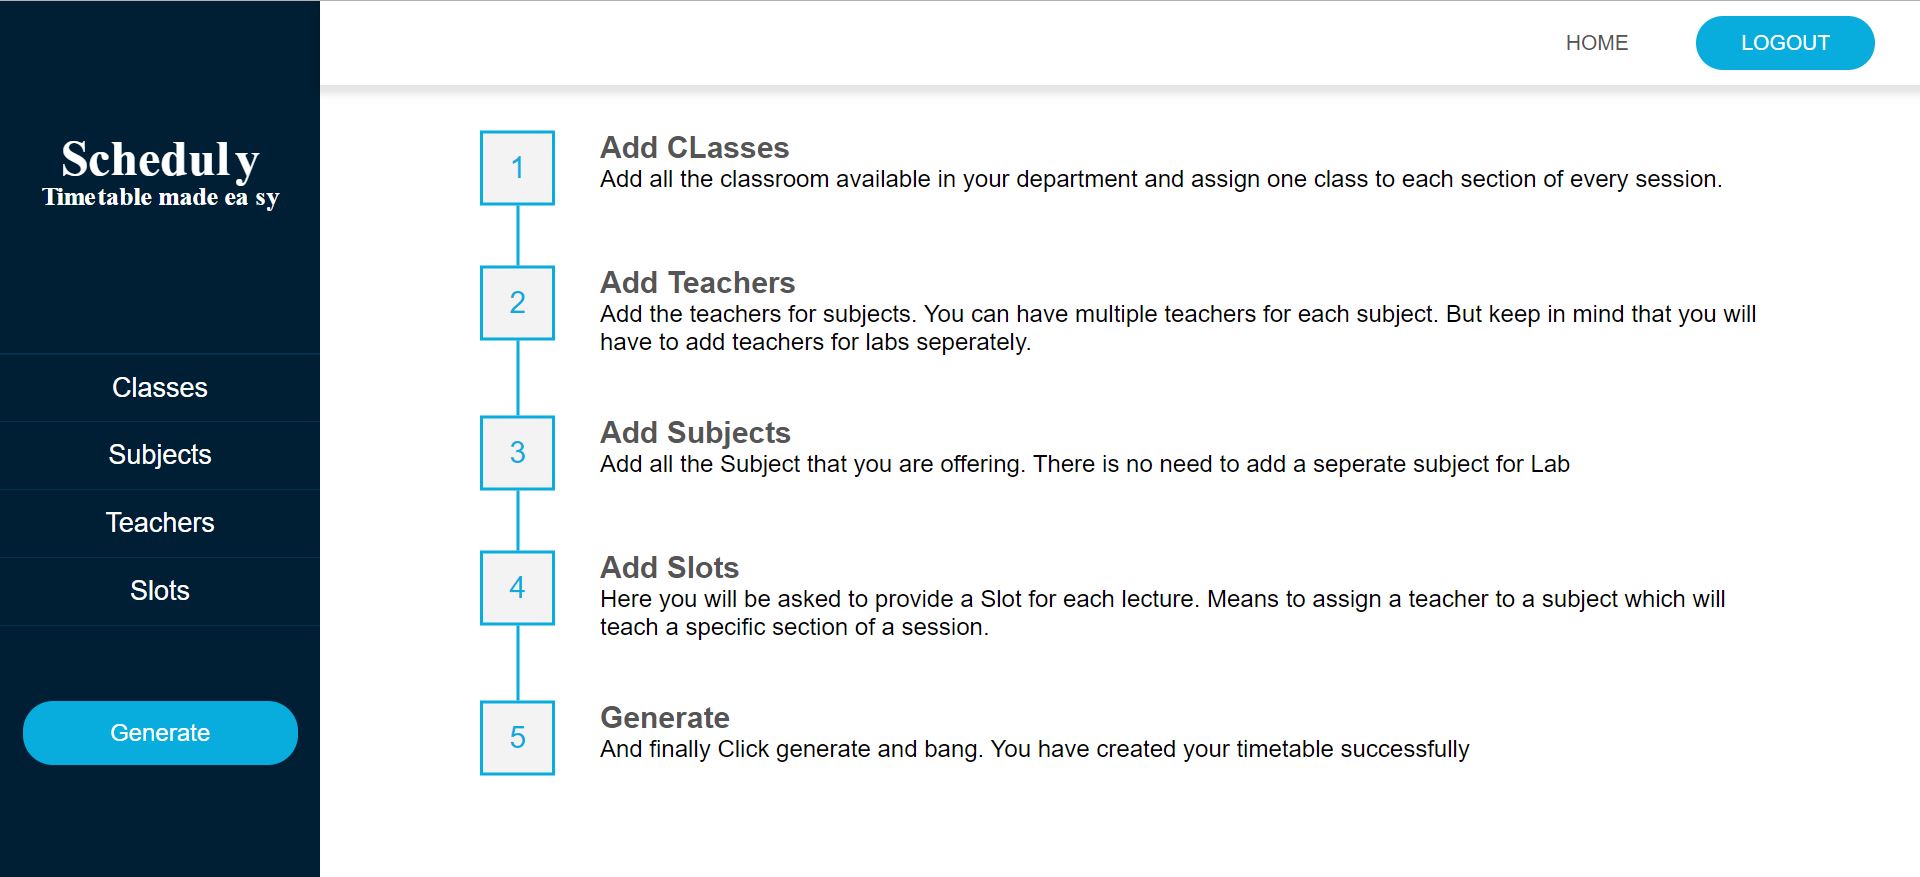 HOME
LOGOUT
Scheduly
Timetable made easy
Classes
Subjects
Teachers
Slots
Generate
1
Add CLasses
Add all the classroom available in your department and assign one class to each section of every session.
2
Add Teachers
Add the teachers for subjects. You can have multiple teachers for each subject. But keep in mind that you will
have to add teachers for labs seperately.
3
Add Subjects
Add all the Subject that you are offering. There is no need to add a seperate subject for Lab
4
Add Slots
Here you will be asked to provide a Slot for each lecture. Means to assign a teacher to a subject which will
teach a specific section of a session.
5
Generate
And finally Click generate and bang. You have created your timetable successfully